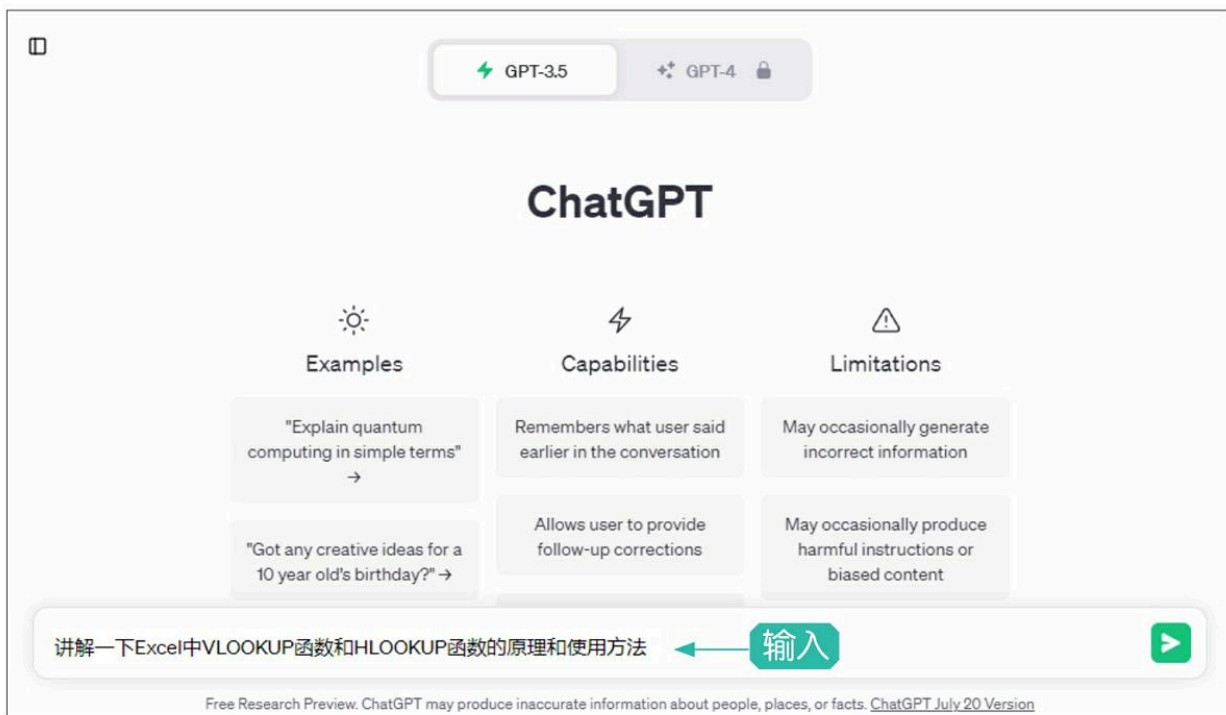 GPT-3.5 GPT-4
ChatGPT
Examples Capabilities Limitations
"Explain quantum
computing in simple terms"
→
Remembers what user said
earlier in the conversation
May occasionally generate
incorrect information
"Got any creative ideas for a
10 year old's birthday?" →
Allows user to provide
follow-up corrections
May occasionally produce
harmful instructions or
biased content
讲解一下Excel中VLOOKUP函数和HLOOKUP函数的原理和使用方法 输入
Free Research Preview. ChatGPT may produce inaccurate information about people, places, or facts. ChatGPT July 20 Version